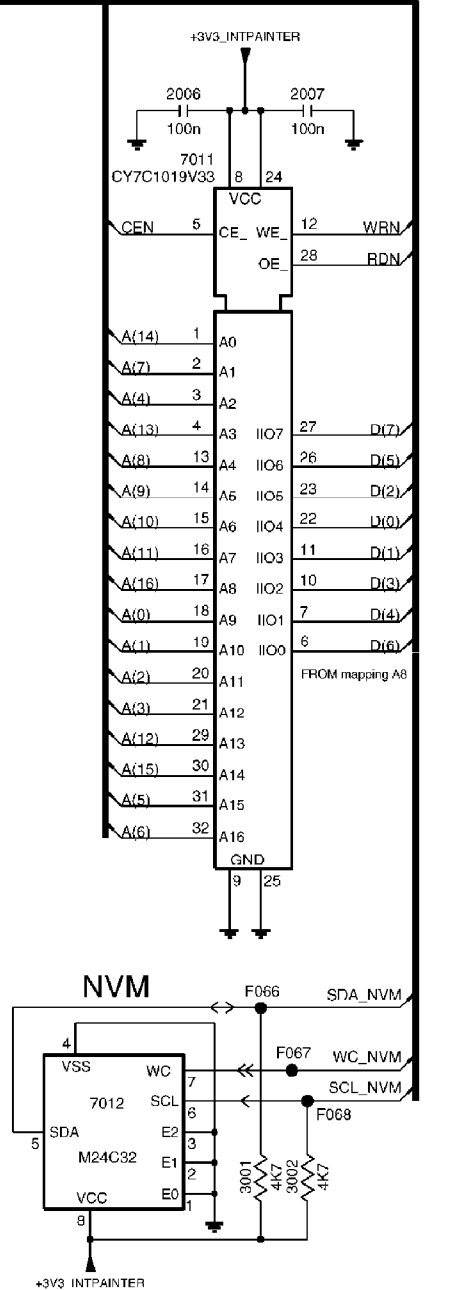 +3V3_INTPAINTER
2006 2007
100n 100n
7011
CY7C1019V33 8 24
VCC
CEN 5 CE_ WE_ 12 WRN
OE_ 28 RDN
A(14) 1 A0
A(7) 2 A1
A(4) 3 A2
A(13) 4 A3 IIO7 27 D(7)
A(8) 13 A4 IIO6 26 D(5)
A(9) 14 A5 IIO5 23 D(2)
A(10) 15 A6 IIO4 22 D(0)
A(11) 16 A7 IIO3 11 D(1)
A(16) 17 A8 IIO2 10 D(3)
A(0) 18 A9 IIO1 7 D(4)
A(1) 19 A10 IIO0 6 D(6)
A(2) 20 A11 FROM mapping A8
A(3) 21 A12
A(12) 29 A13
A(15) 30 A14
A(5) 31 A15
A(6) 32 A16
GND
9 25
NVM
F066 SDA_NVM
4 F067 WC_NVM
VSS WC 7
SCL_NVM
7012 SCL 6 F068
5 SDA E2 3
M24C32 E1 2
3001 4K7 3002 4K7
VCC E0 1
8
+3V3_INTPAINTER